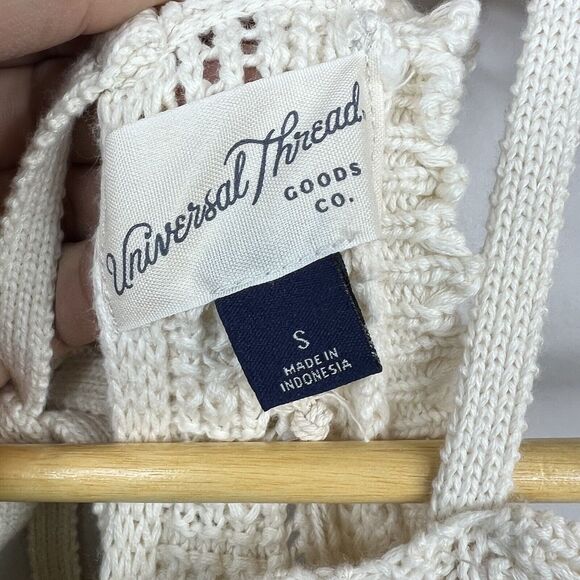 Universal Thread
GOODS
CO.
S
MADE IN
INDONESIA